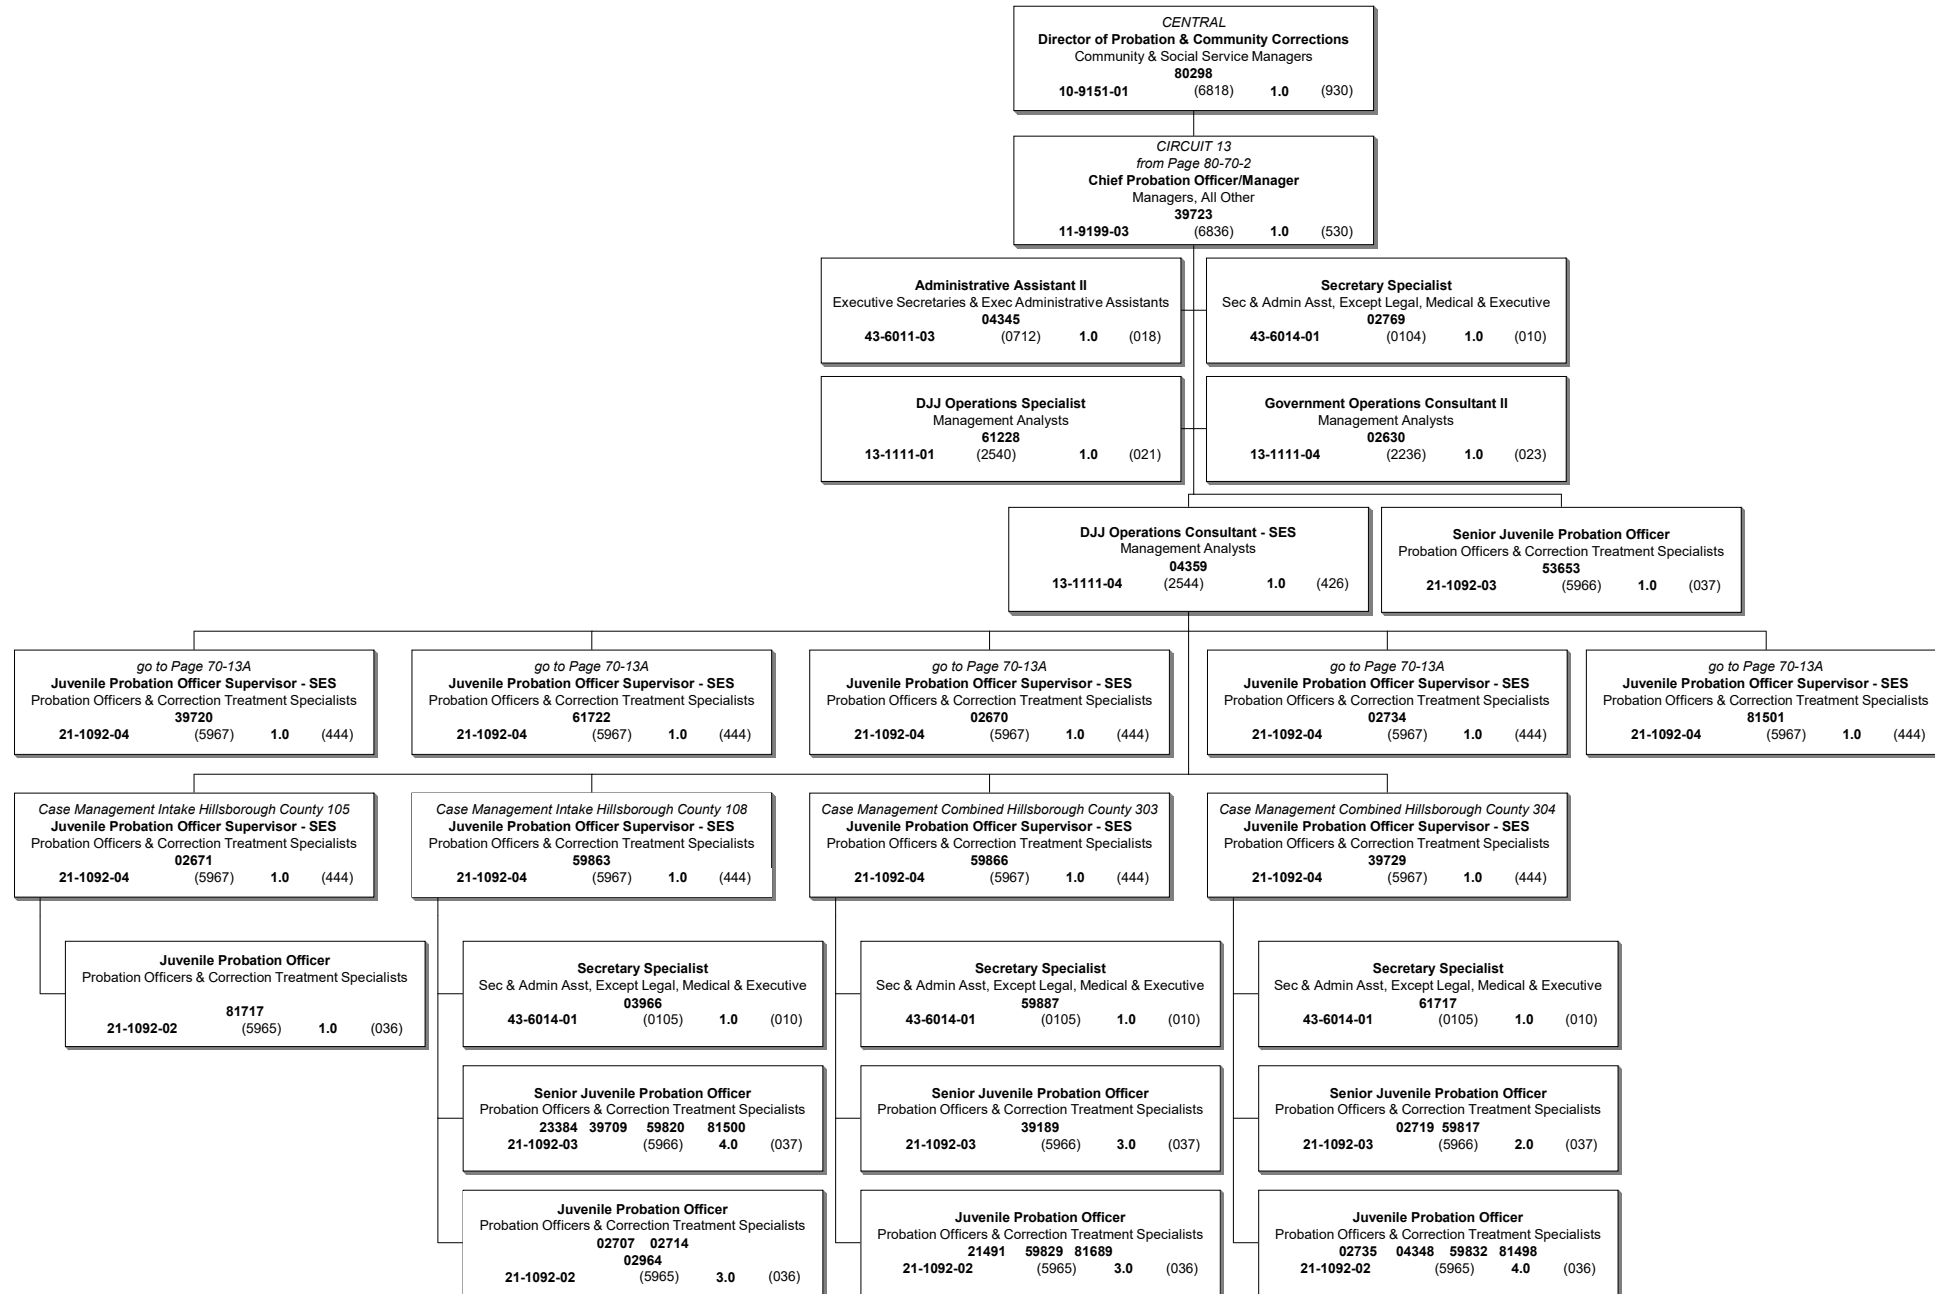 CENTRAL
Director of Probation & Community Corrections
Community & Social Service Managers
80298
10-9151-01 (6818) 1.0 (930)
CIRCUIT 13
from Page 80-70-2
Chief Probation Officer/Manager
Managers, All Other
39723
11-9199-03 (6836) 1.0 (530)
Administrative Assistant II
Executive Secretaries & Exec Administrative Assistants
04345
43-6011-03 (0712) 1.0 (018)
Secretary Specialist
Sec & Admin Asst, Except Legal, Medical & Executive
02769
43-6014-01 (0104) 1.0 (010)
DJJ Operations Specialist
Management Analysts
61228
13-1111-01 (2540) 1.0 (021)
Government Operations Consultant II
Management Analysts
02630
13-1111-04 (2236) 1.0 (023)
DJJ Operations Consultant - SES
Management Analysts
04359
13-1111-04 (2544) 1.0 (426)
Senior Juvenile Probation Officer
Probation Officers & Correction Treatment Specialists
53653
21-1092-03 (5966) 1.0 (037)
go to Page 70-13A
Juvenile Probation Officer Supervisor - SES
Probation Officers & Correction Treatment Specialists
39720
21-1092-04 (5967) 1.0 (444)
go to Page 70-13A
Juvenile Probation Officer Supervisor - SES
Probation Officers & Correction Treatment Specialists
61722
21-1092-04 (5967) 1.0 (444)
go to Page 70-13A
Juvenile Probation Officer Supervisor - SES
Probation Officers & Correction Treatment Specialists
02670
21-1092-04 (5967) 1.0 (444)
go to Page 70-13A
Juvenile Probation Officer Supervisor - SES
Probation Officers & Correction Treatment Specialists
02734
21-1092-04 (5967) 1.0 (444)
go to Page 70-13A
Juvenile Probation Officer Supervisor - SES
Probation Officers & Correction Treatment Specialists
81501
21-1092-04 (5967) 1.0 (444)
Case Management Intake Hillsborough County 105
Juvenile Probation Officer Supervisor - SES
Probation Officers & Correction Treatment Specialists
02671
21-1092-04 (5967) 1.0 (444)
Case Management Intake Hillsborough County 108
Juvenile Probation Officer Supervisor - SES
Probation Officers & Correction Treatment Specialists
59863
21-1092-04 (5967) 1.0 (444)
Case Management Combined Hillsborough County 303
Juvenile Probation Officer Supervisor - SES
Probation Officers & Correction Treatment Specialists
59866
21-1092-04 (5967) 1.0 (444)
Case Management Combined Hillsborough County 304
Juvenile Probation Officer Supervisor - SES
Probation Officers & Correction Treatment Specialists
39729
21-1092-04 (5967) 1.0 (444)
Juvenile Probation Officer
Probation Officers & Correction Treatment Specialists
81717
21-1092-02 (5965) 1.0 (036)
Secretary Specialist
Sec & Admin Asst, Except Legal, Medical & Executive
03966
43-6014-01 (0105) 1.0 (010)
Secretary Specialist
Sec & Admin Asst, Except Legal, Medical & Executive
59887
43-6014-01 (0105) 1.0 (010)
Secretary Specialist
Sec & Admin Asst, Except Legal, Medical & Executive
61717
43-6014-01 (0105) 1.0 (010)
Senior Juvenile Probation Officer
Probation Officers & Correction Treatment Specialists
23384 39709 59820 81500
21-1092-03 (5966) 4.0 (037)
Senior Juvenile Probation Officer
Probation Officers & Correction Treatment Specialists
39189
21-1092-03 (5966) 3.0 (037)
Senior Juvenile Probation Officer
Probation Officers & Correction Treatment Specialists
02719 59817
21-1092-03 (5966) 2.0 (037)
Juvenile Probation Officer
Probation Officers & Correction Treatment Specialists
02707 02714
02964
21-1092-02 (5965) 3.0 (036)
Juvenile Probation Officer
Probation Officers & Correction Treatment Specialists
21491 59829 81689
21-1092-02 (5965) 3.0 (036)
Juvenile Probation Officer
Probation Officers & Correction Treatment Specialists
02735 04348 59832 81498
21-1092-02 (5965) 4.0 (036)